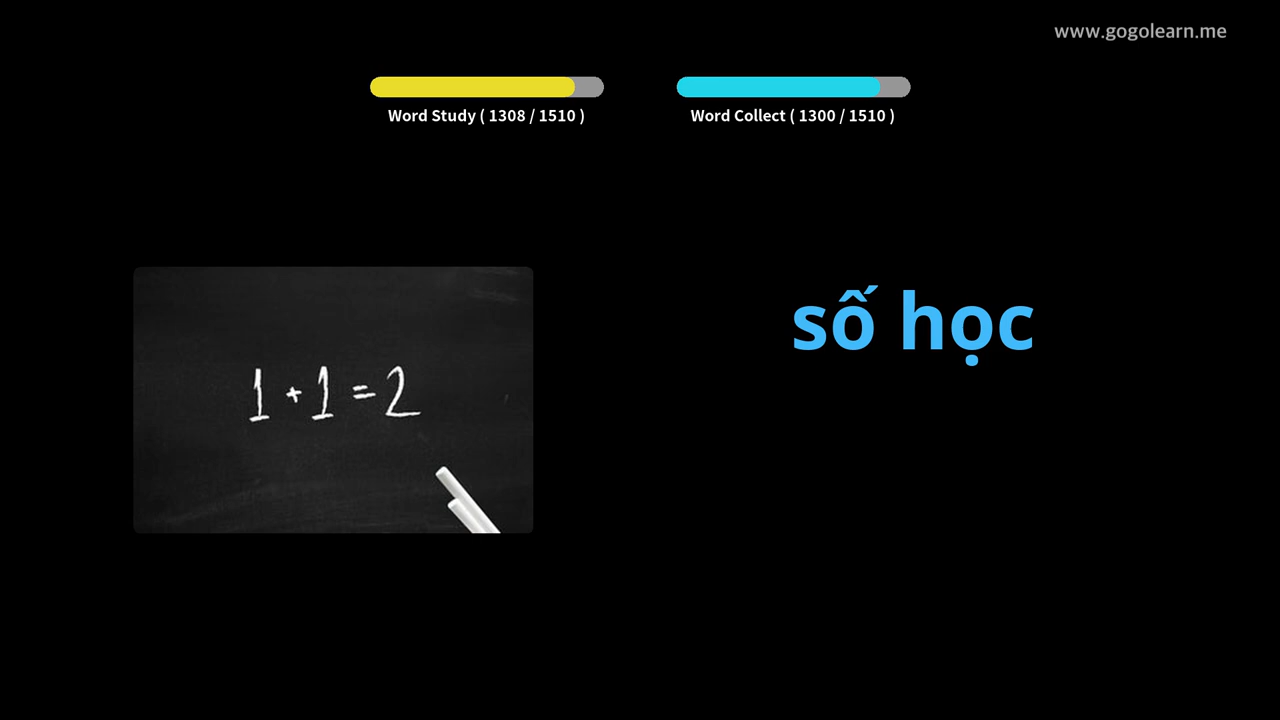 www.gogolearn.me
Word Study ( 1308 / 1510 )
Word Collect ( 1300 / 1510 )
số học
1 + 1 = 2